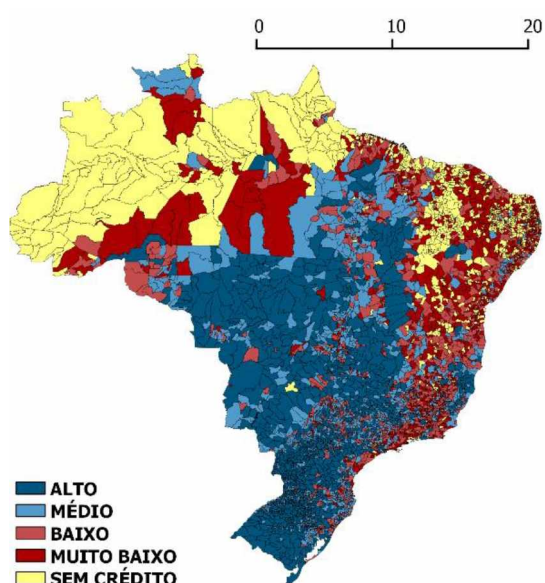 0 10 20
ALTO
MÉDIO
BAIXO
MUITO BAIXO
SEM CRÉDITO